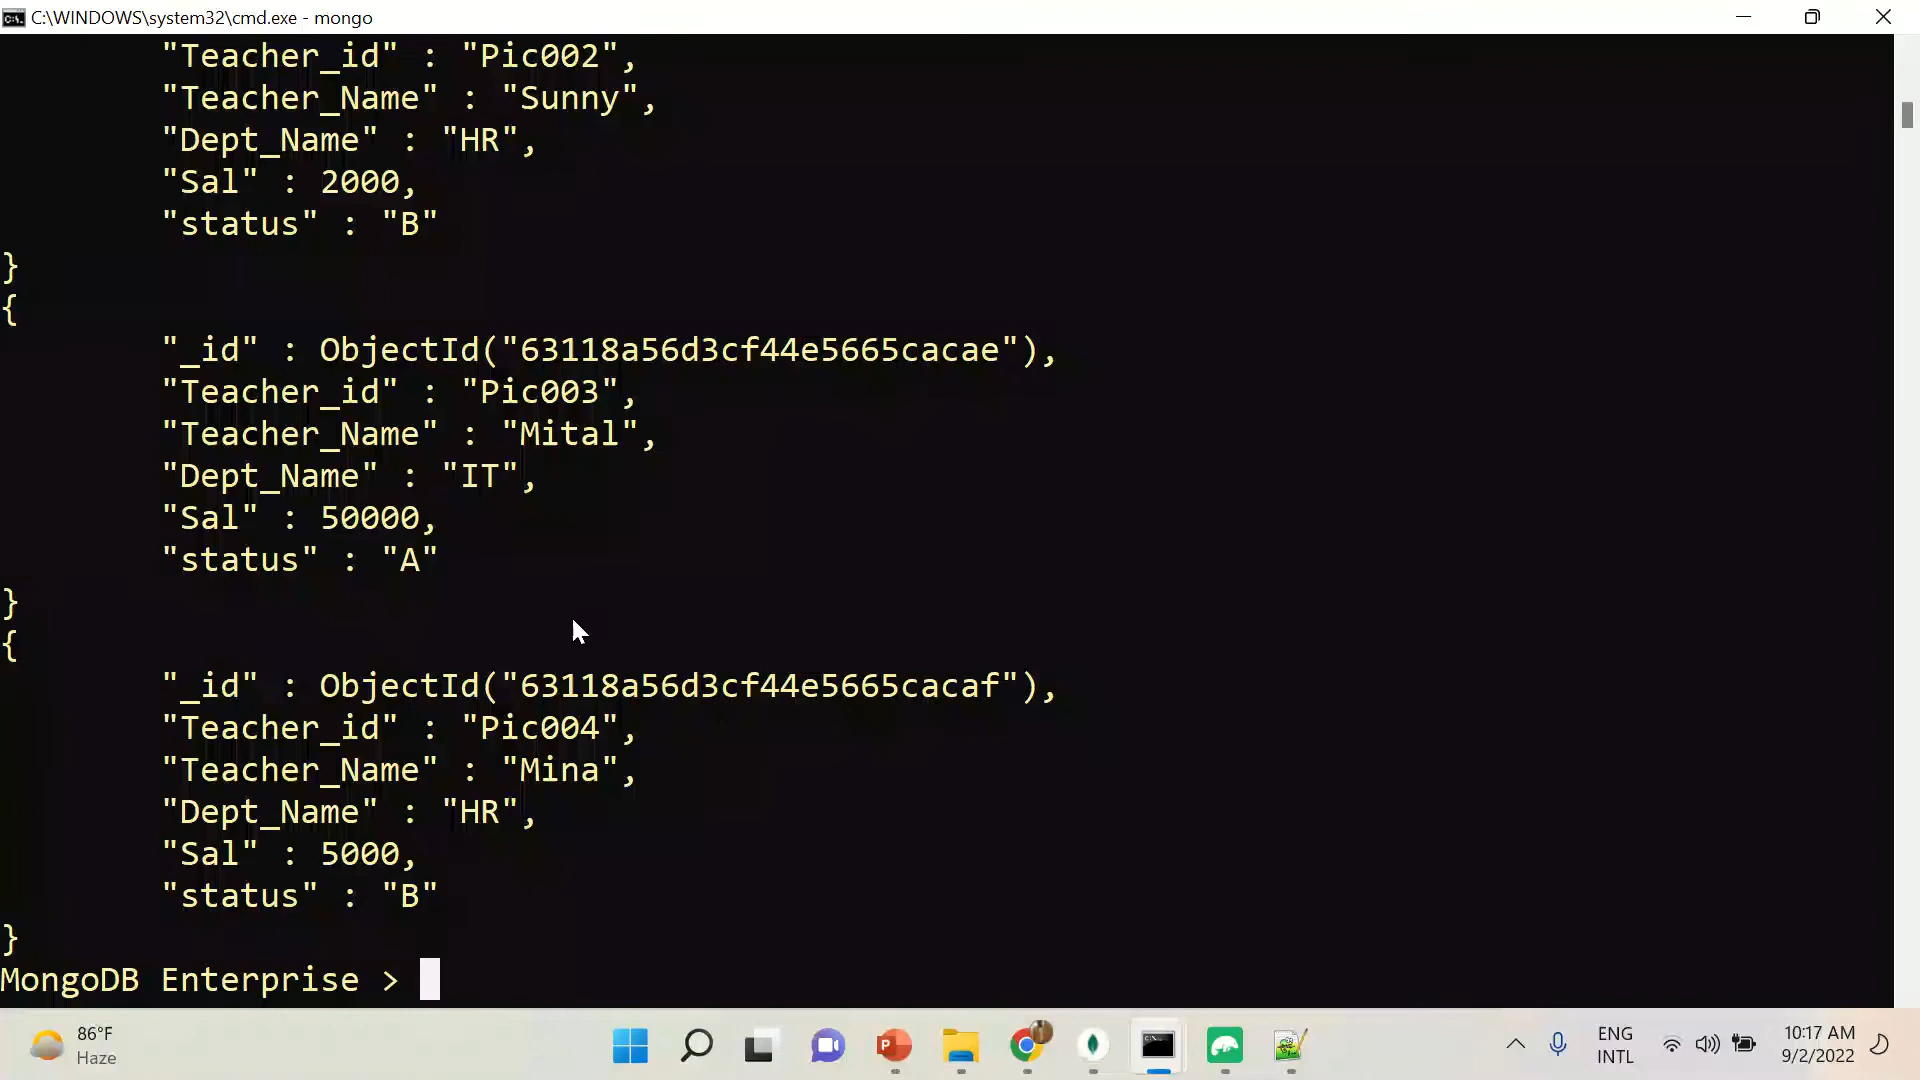 C:\WINDOWS\system32\cmd.exe - mongo
"Teacher_id" : "Pic002",
"Teacher_Name" : "Sunny",
"Dept_Name" : "HR",
"Sal" : 2000,
"status" : "B"
}
{
"_id" : ObjectId("63118a56d3cf44e5665cacae"),
"Teacher_id" : "Pic003",
"Teacher_Name" : "Mital",
"Dept_Name" : "IT",
"Sal" : 50000,
"status" : "A"
}
{
"_id" : ObjectId("63118a56d3cf44e5665cacaf"),
"Teacher_id" : "Pic004",
"Teacher_Name" : "Mina",
"Dept_Name" : "HR",
"Sal" : 5000,
"status" : "B"
}
MongoDB Enterprise >
86°F
Haze
ENG
INTL
10:17 AM
9/2/2022